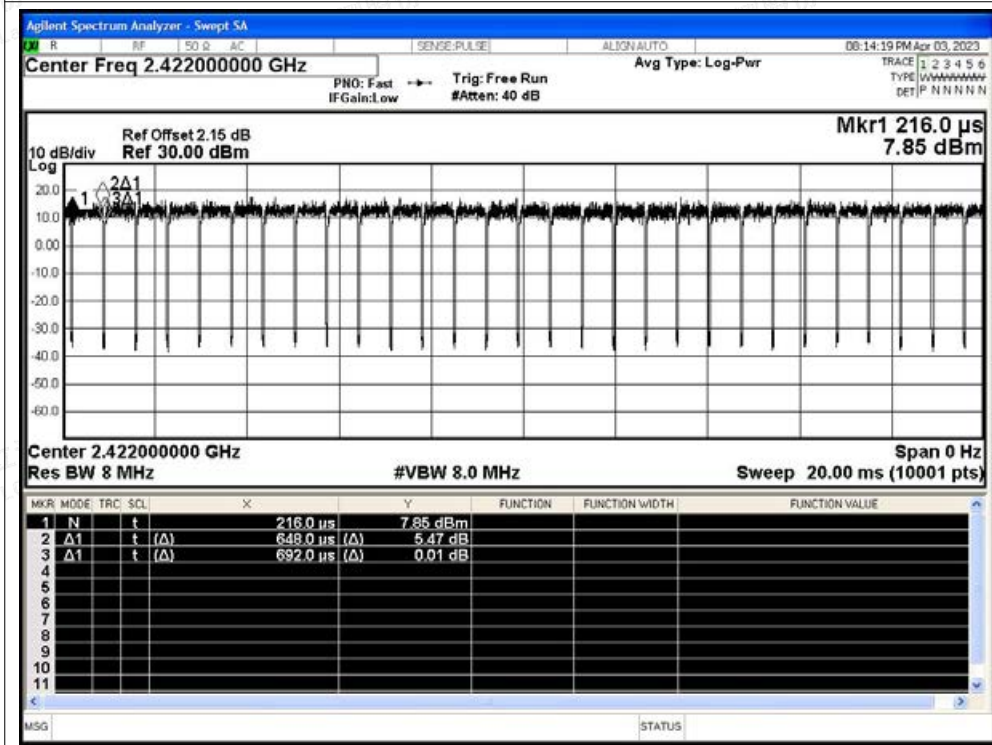 Agilent Spectrum Analyzer - Swept SA
R RF 50 Ω AC SENSE:PULSE ALIGN AUTO 08:14:19 PM Apr 03, 2023
Center Freq 2.422000000 GHz
PNO: Fast Trig: Free Run
IFGain:Low #Atten: 40 dB
Avg Type: Log-Pwr
TRACE 1 2 3 4 5 6
TYPE
DET P N N N N N
Mkr1 216.0 µs
7.85 dBm
Ref Offset 2.15 dB
10 dB/div Ref 30.00 dBm
Log
20.0
10.0
0.00
-10.0
-20.0
-30.0
-40.0
-50.0
-60.0
1 2Δ1
3Δ1
Center 2.422000000 GHz Span 0 Hz
Res BW 8 MHz #VBW 8.0 MHz Sweep 20.00 ms (10001 pts)
MKR MODE TRC SCL X Y FUNCTION FUNCTION WIDTH FUNCTION VALUE
1 N t 216.0 µs 7.85 dBm
2 Δ1 t (Δ) 648.0 µs (Δ) 5.47 dB
3 Δ1 t (Δ) 692.0 µs (Δ) 0.01 dB
4
5
6
7
8
9
10
11
MSG STATUS